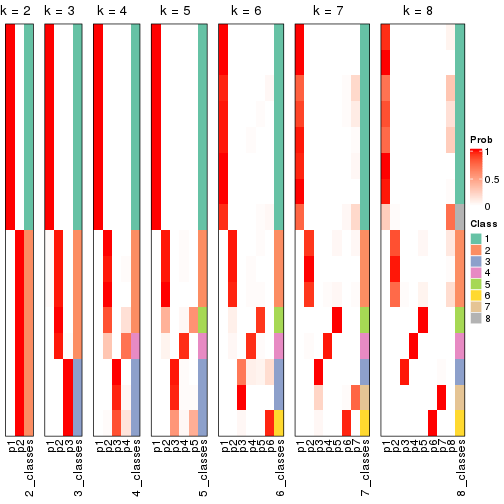 k = 2
k = 3
k = 4
k = 5
k = 6
k = 7
k = 8
Prob
1
0.5
0
Class
1
2
3
4
5
6
7
8
p1
p2
2_classes
p1
p2
p3
3_classes
p1
p2
p3
p4
4_classes
p1
p2
p3
p4
p5
5_classes
p1
p2
p3
p4
p5
p6
6_classes
p1
p2
p3
p4
p5
p6
p7
7_classes
p1
p2
p3
p4
p5
p6
p7
p8
8_classes